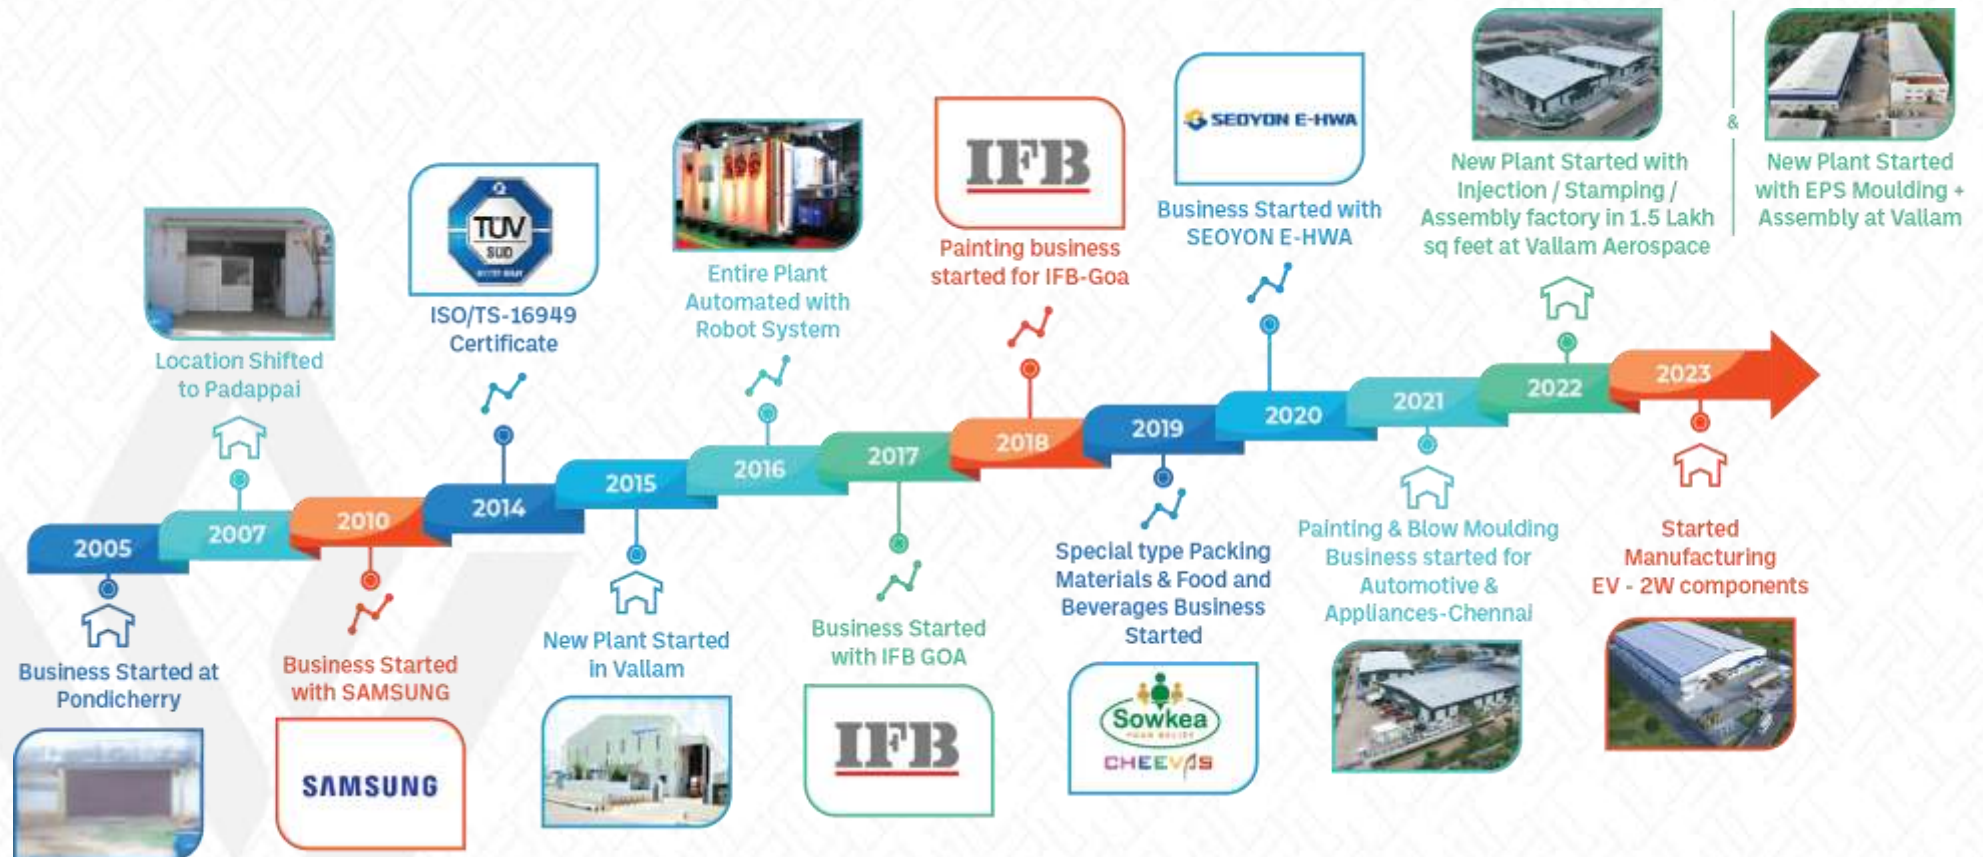 2005
Business Started at
Pondicherry
2007
Location Shifted
to Padappai
2010
Business Started
with SAMSUNG
SAMSUNG
2014
TÜV
SUD
ISO/TS-16949
Certificate
2015
New Plant Started
in Vallam
2016
Entire Plant
Automated with
Robot System
2017
Business Started
with IFB GOA
IFB
2018
IFB
Painting business
started for IFB-Goa
2019
Special type Packing
Materials & Food and
Beverages Business
Started
Sowkea
CHEEVAS
2020
SEOYON E-HWA
Business Started with
SEOYON E-HWA
2021
Painting & Blow Moulding
Business started for
Automotive &
Appliances-Chennai
2022
New Plant Started with
Injection / Stamping /
Assembly factory in 1.5 Lakh
sq feet at Vallam Aerospace
&
New Plant Started
with EPS Moulding +
Assembly at Vallam
2023
Started
Manufacturing
EV - 2W components